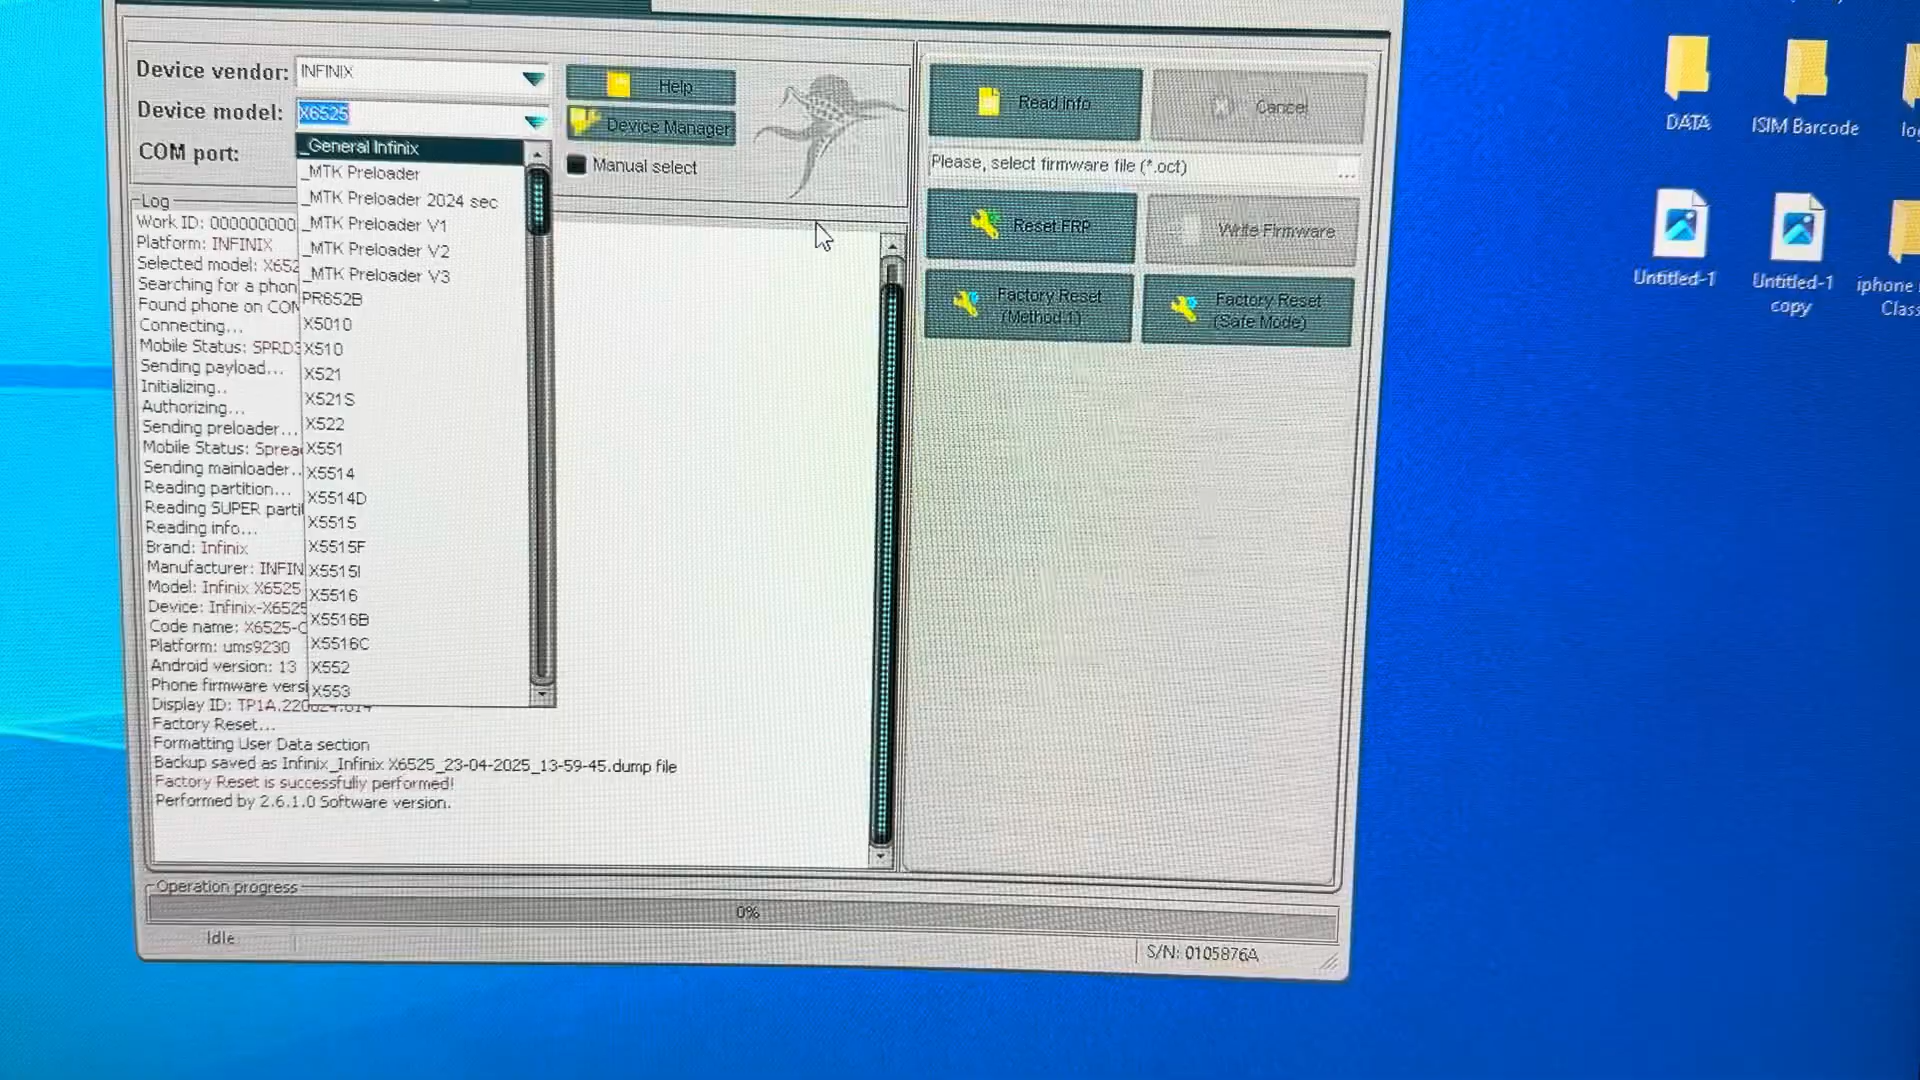 Device vendor: INFINIX
Device model: X6525
COM port:
Help
Device Manager
Manual select
_General Infinix
_MTK Preloader
_MTK Preloader 2024 sec
_MTK Preloader V1
_MTK Preloader V2
_MTK Preloader V3
PR652B
X5010
X510
X521
X521S
X522
X551
X5514
X5514D
X5515
X5515F
X5515I
X5516
X5516B
X5516C
X552
X553
Log
Work ID: 000000000
Platform: INFINIX
Selected model: X652
Searching for a phon
Found phone on COM
Connecting...
Mobile Status: SPRD3
Sending payload...
Initializing..
Authorizing...
Sending preloader...
Mobile Status: Sprea
Sending mainloader..
Reading partition...
Reading SUPER parti
Reading info...
Brand: Infinix
Manufacturer: INFIN
Model: Infinix X6525
Device: Infinix-X6525
Code name: X6525-
Platform: ums9230
Android version: 13
Phone firmware versi
Display ID: TP1A.220624.014
Factory Reset...
Formatting User Data section
Backup saved as Infinix_Infinix X6525_23-04-2025_13-59-45.dump file
Factory Reset is successfully performed!
Performed by 2.6.1.0 Software version.
Read Info
Cancel
Please, select firmware file (*.oct)
...
Reset FRP
Write Firmware
Factory Reset
(Method 1)
Factory Reset
(Safe Mode)
Operation progress
0%
Idle
S/N: 0105876A
DATA
ISIM Barcode
Untitled-1
Untitled-1
copy
iphone
Class